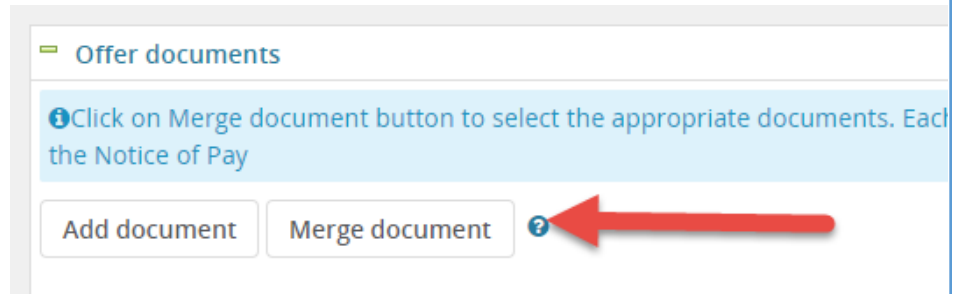 Offer documents
Click on Merge document button to select the appropriate documents. Each
the Notice of Pay
Add document Merge document